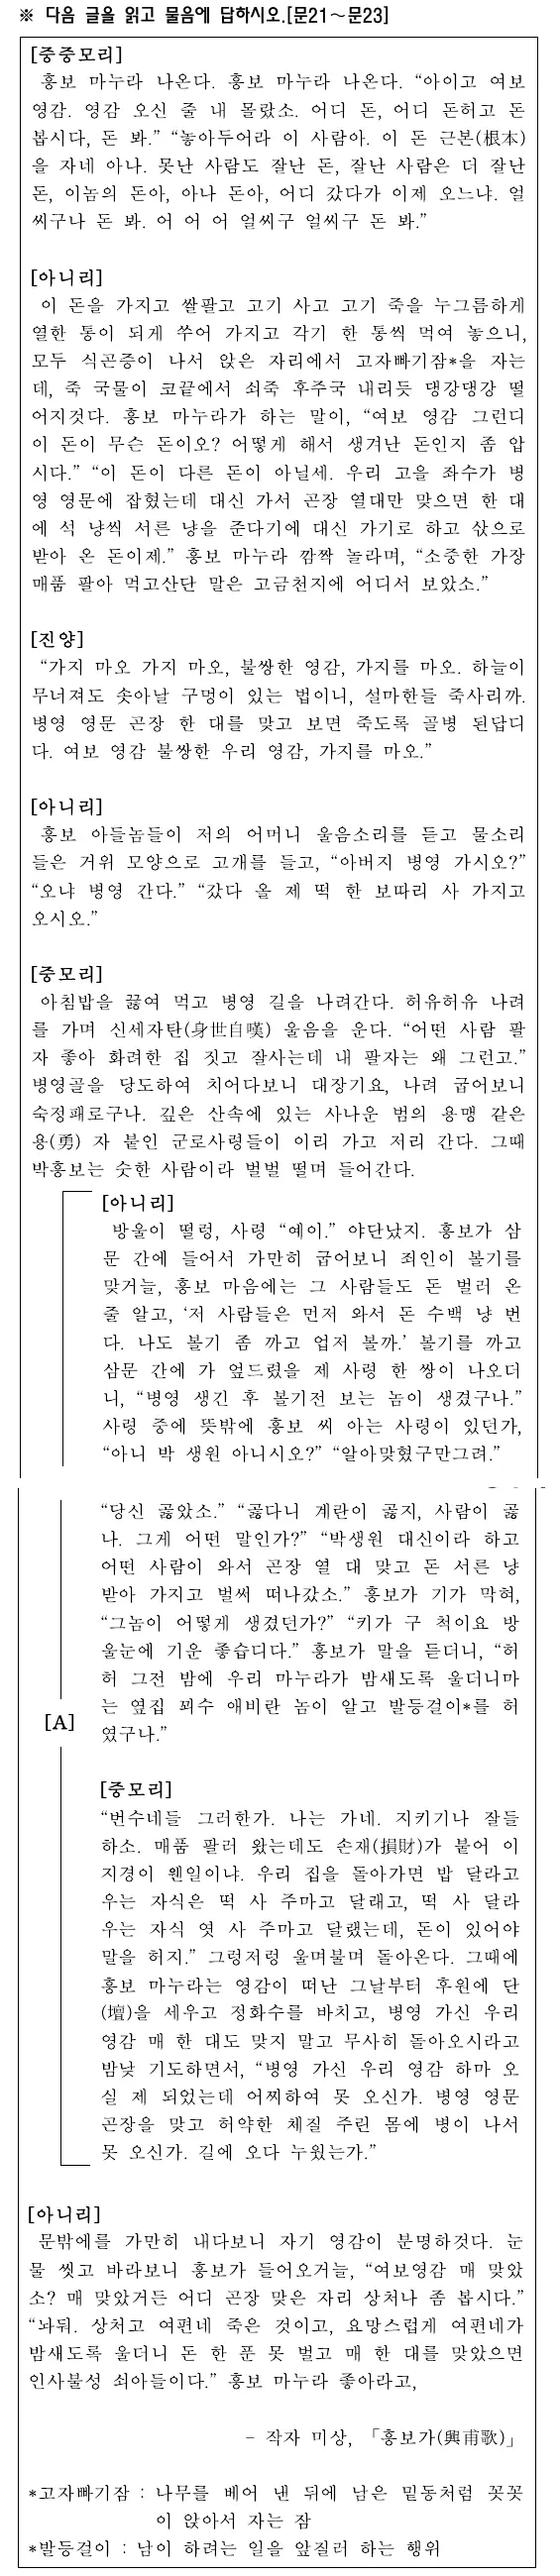 ※ 다음 글을 읽고 물음에 답하시오.[문21～문23]
[중중모리]
흥보 마누라 나온다. 흥보 마누라 나온다. “아이고 여보
영감. 영감 오신 줄 내 몰랐소. 어디 돈, 어디 돈허고 돈
봅시다, 돈 봐.” “놓아두어라 이 사람아. 이 돈 근본(根本)
을 자네 아나. 못난 사람도 잘난 돈, 잘난 사람은 더 잘난
돈, 이놈의 돈아, 아나 돈아, 어디 갔다가 이제 오느냐. 얼
씨구나 돈 봐. 어 어 어 얼씨구 얼씨구 돈 봐.”
[아니리]
이 돈을 가지고 쌀팔고 고기 사고 고기 죽을 누그름하게
열한 통이 되게 쑤어 가지고 각기 한 통씩 먹여 놓으니,
모두 식곤증이 나서 앉은 자리에서 고자빠기잠*을 자는
데, 죽 국물이 코끝에서 쇠죽 후주국 내리듯 댕강댕강 떨
어지것다. 흥보 마누라가 하는 말이, “여보 영감 그런디
이 돈이 무슨 돈이오? 어떻게 해서 생겨난 돈인지 좀 압
시다.” “이 돈이 다른 돈이 아닐세. 우리 고을 좌수가 병
영 영문에 잡혔는데 대신 가서 곤장 열대만 맞으면 한 대
에 석 냥씩 서른 냥을 준다기에 대신 가기로 하고 삯으로
받아 온 돈이제.” 흥보 마누라 깜짝 놀라며, “소중한 가장
매품 팔아 먹고산단 말은 고금천지에 어디서 보았소.”
[진양]
“가지 마오 가지 마오, 불쌍한 영감, 가지를 마오. 하늘이
무너져도 솟아날 구멍이 있는 법이니, 설마한들 죽사리까.
병영 영문 곤장 한 대를 맞고 보면 죽도록 골병 된답디
다. 여보 영감 불쌍한 우리 영감, 가지를 마오.”
[아니리]
흥보 아들놈들이 저의 어머니 울음소리를 듣고 물소리
들은 거위 모양으로 고개를 들고, “아버지 병영 가시오?”
“오냐 병영 간다.” “갔다 올 제 떡 한 보따리 사 가지고
오시오.”
[중모리]
아침밥을 끓여 먹고 병영 길을 나려간다. 허유허유 나려
를 가며 신세자탄(身世自嘆) 울음을 운다. “어떤 사람 팔
자 좋아 화려한 집 짓고 잘사는데 내 팔자는 왜 그런고.”
병영골을 당도하여 치어다보니 대장기요, 나려 굽어보니
숙정패로구나. 깊은 산속에 있는 사나운 범의 용맹 같은
용(勇) 자 붙인 군로사령들이 이리 가고 저리 간다. 그때
박흥보는 숫한 사람이라 벌벌 떨며 들어간다.
[아니리]
방울이 떨렁, 사령 “예이.” 야단났지. 흥보가 삼
문 간에 들어서 가만히 굽어보니 죄인이 볼기를
맞거늘, 흥보 마음에는 그 사람들도 돈 벌러 온
줄 알고, ‘저 사람들은 먼저 와서 돈 수백 냥 번
다. 나도 볼기 좀 까고 업저 볼까.’ 볼기를 까고
삼문 간에 가 엎드렸을 제 사령 한 쌍이 나오더
니, “병영 생긴 후 볼기전 보는 놈이 생겼구나.”
사령 중에 뜻밖에 흥보 씨 아는 사령이 있던가,
“아니 박 생원 아니시오?” “알아맞혔구만그려.”
“당신 곯았소.” “곯다니 계란이 곯지, 사람이 곯
나. 그게 어떤 말인가?” “박생원 대신이라 하고
어떤 사람이 와서 곤장 열 대 맞고 돈 서른 냥
받아 가지고 벌써 떠나갔소.” 흥보가 기가 막혀,
“그놈이 어떻게 생겼던가?” “키가 구 척이요 방
울눈에 기운 좋습디다.” 흥보가 말을 듣더니, “허
허 그전 밤에 우리 마누라가 밤새도록 울더니마
는 옆집 꾀수 애비란 놈이 알고 발등걸이*를 허
[A]
였구나.”
[중모리]
“번수네들 그러한가. 나는 가네. 지키기나 잘들
하소. 매품 팔러 왔는데도 손재(損財)가 붙어 이
지경이 웬일이냐. 우리 집을 돌아가면 밥 달라고
우는 자식은 떡 사 주마고 달래고, 떡 사 달라
우는 자식 엿 사 주마고 달랬는데, 돈이 있어야
말을 허지.” 그렁저렁 울며불며 돌아온다. 그때에
흥보 마누라는 영감이 떠난 그날부터 후원에 단
(壇)을 세우고 정화수를 바치고, 병영 가신 우리
영감 매 한 대도 맞지 말고 무사히 돌아오시라고
밤낮 기도하면서, “병영 가신 우리 영감 하마 오
실 제 되었는데 어찌하여 못 오신가. 병영 영문
곤장을 맞고 허약한 체질 주린 몸에 병이 나서
못 오신가. 길에 오다 누웠는가.”
[아니리]
문밖에를 가만히 내다보니 자기 영감이 분명하것다. 눈
물 씻고 바라보니 흥보가 들어오거늘, “여보영감 매 맞았
소? 매 맞았거든 어디 곤장 맞은 자리 상처나 좀 봅시다.”
“놔둬. 상처고 여편네 죽은 것이고, 요망스럽게 여편네가
밤새도록 울더니 돈 한 푼 못 벌고 매 한 대를 맞았으면
인사불성 쇠아들이다.” 흥보 마누라 좋아라고,
– 작자 미상, 「흥보가(興甫歌)」
*고자빠기잠 : 나무를 베어 낸 뒤에 남은 밑동처럼 꼿꼿
이 앉아서 자는 잠
*발등걸이 : 남이 하려는 일을 앞질러 하는 행위